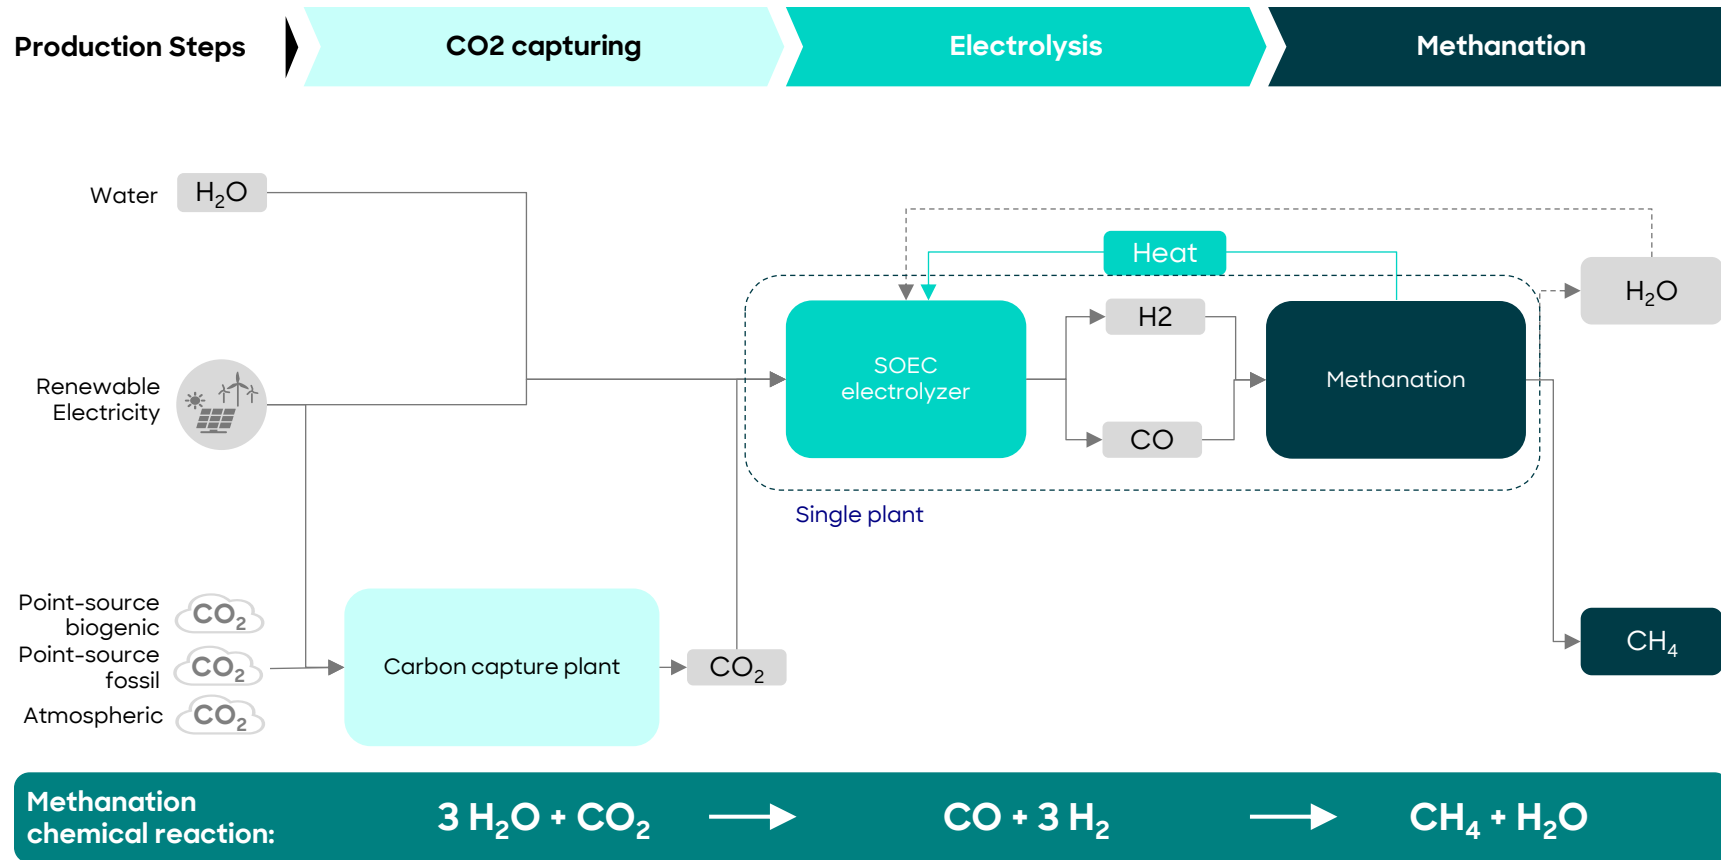 Production Steps
CO2 capturing
Electrolysis
Methanation
Water
H₂O
Heat
H₂O
H2
SOEC
electrolyzer
Methanation
Renewable
Electricity
CO
Single plant
Point-source
biogenic
CO₂
Point-source
fossil
CO₂
Atmospheric
CO₂
Carbon capture plant
CO₂
CH₄
Methanation
chemical reaction:
3 H₂O + CO₂
CO + 3 H₂
CH₄ + H₂O